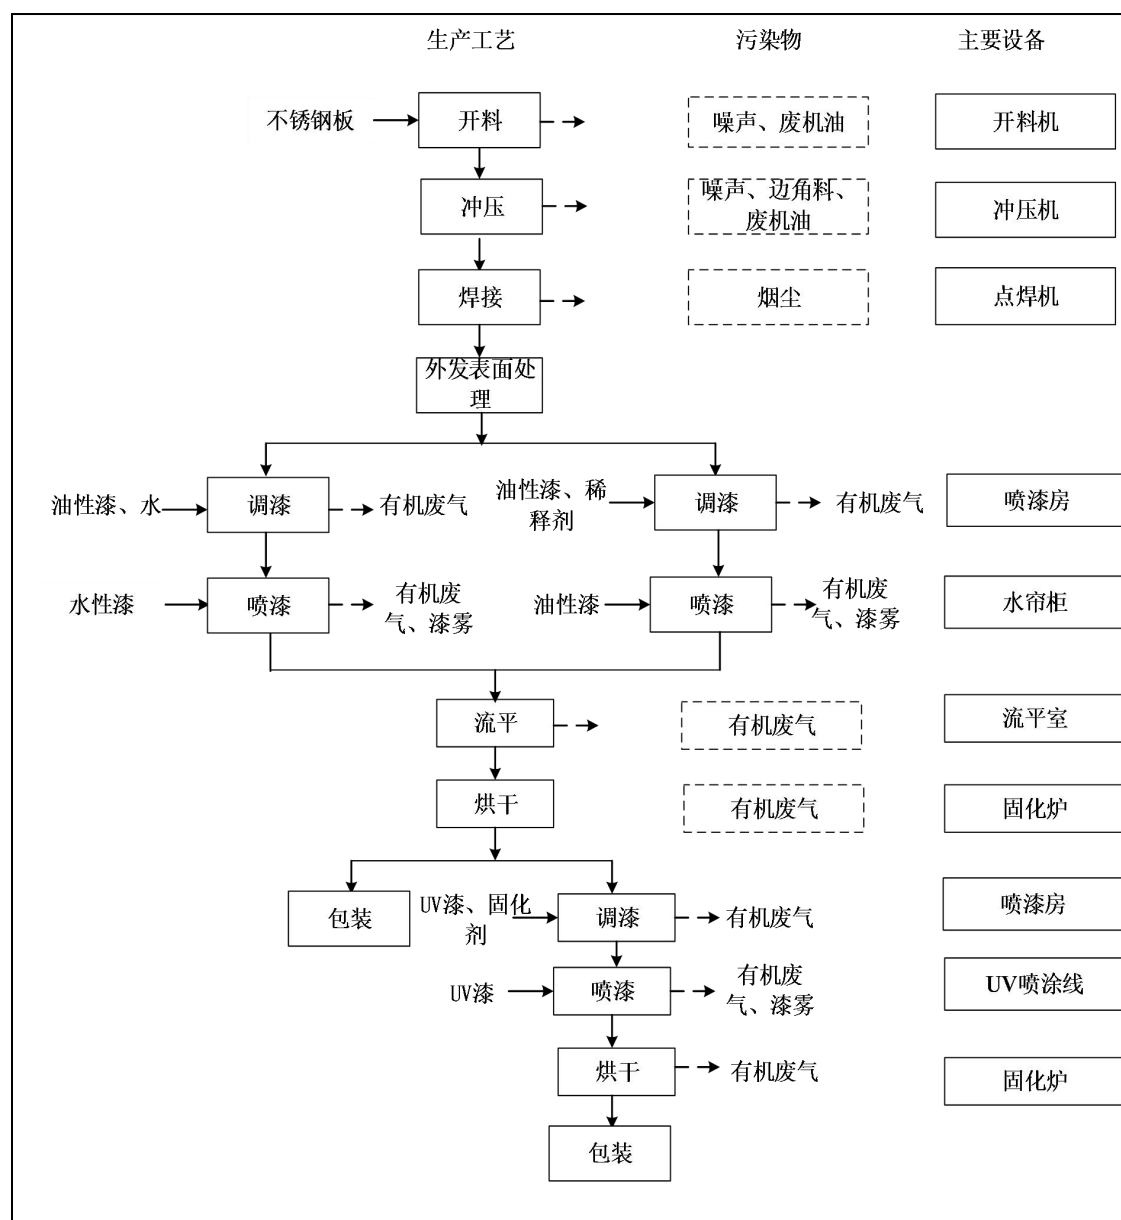 生产工艺
污染物
主要设备
不锈钢板
开料
噪声、废机油
开料机
冲压
噪声、边角料、
废机油
冲压机
焊接
烟尘
点焊机
外发表面处
理
油性漆、水
调漆
有机废气
油性漆、稀
释剂
调漆
有机废气
喷漆房
水性漆
喷漆
有机废
气、漆雾
油性漆
喷漆
有机废
气、漆雾
水帘柜
流平
有机废气
流平室
烘干
有机废气
固化炉
包装
UV漆、固化
剂
调漆
有机废气
喷漆房
UV漆
喷漆
有机废
气、漆雾
UV喷涂线
烘干
有机废气
固化炉
包装